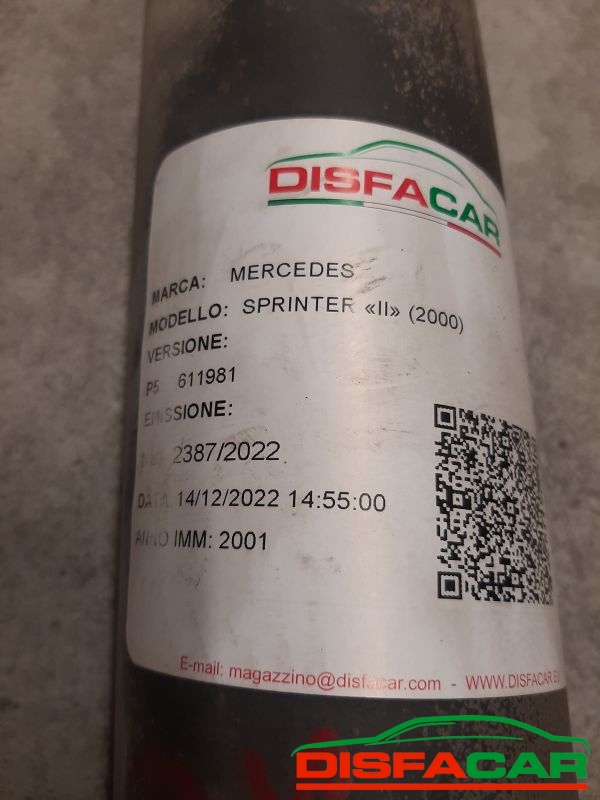 DISFACAR
MARCA: MERCEDES
MODELLO: SPRINTER «II» (2000)
VERSIONE:
P5 611981
EMISSIONE:
2387/2022
DATA 14/12/2022 14:55:00
ANNO IMM: 2001
E-mail: magazzino@disfacar.com - WWW.DISFACAR.
DISFACAR